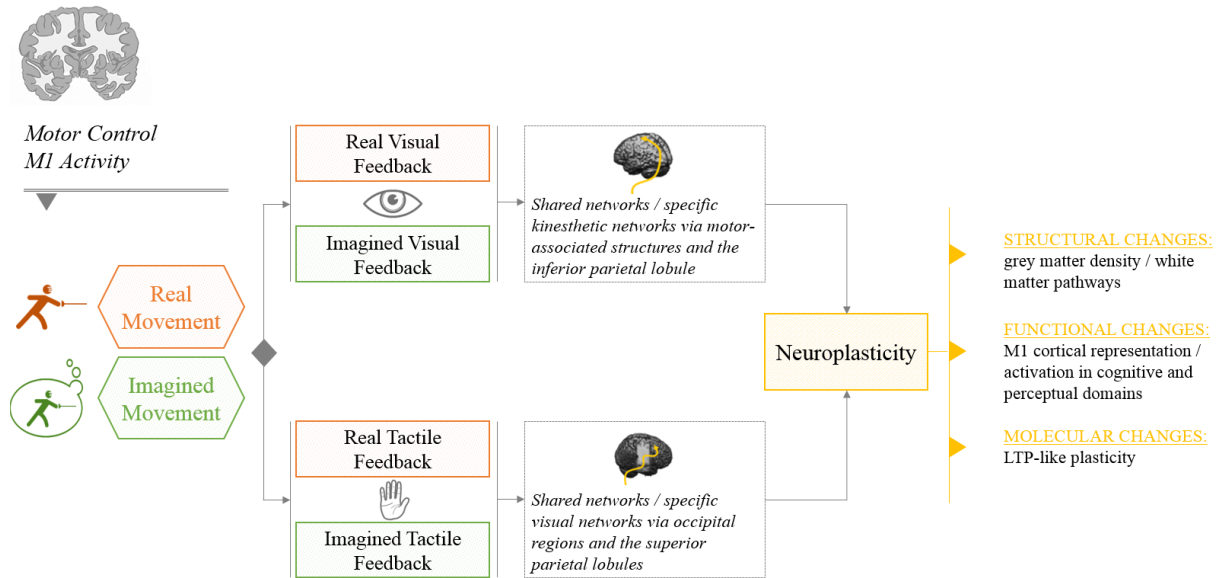 Motor Control
M1 Activity
Real
Movement
Imagined
Movement
Real Visual
Feedback
Imagined Visual
Feedback
Shared networks / specific
kinesthetic networks via motor-
associated structures and the
inferior parietal lobule
Real Tactile
Feedback
Imagined Tactile
Feedback
Shared networks / specific
visual networks via occipital
regions and the superior
parietal lobules
Neuroplasticity
STRUCTURAL CHANGES:
grey matter density / white
matter pathways
FUNCTIONAL CHANGES:
M1 cortical representation /
activation in cognitive and
perceptual domains
MOLECULAR CHANGES:
LTP-like plasticity